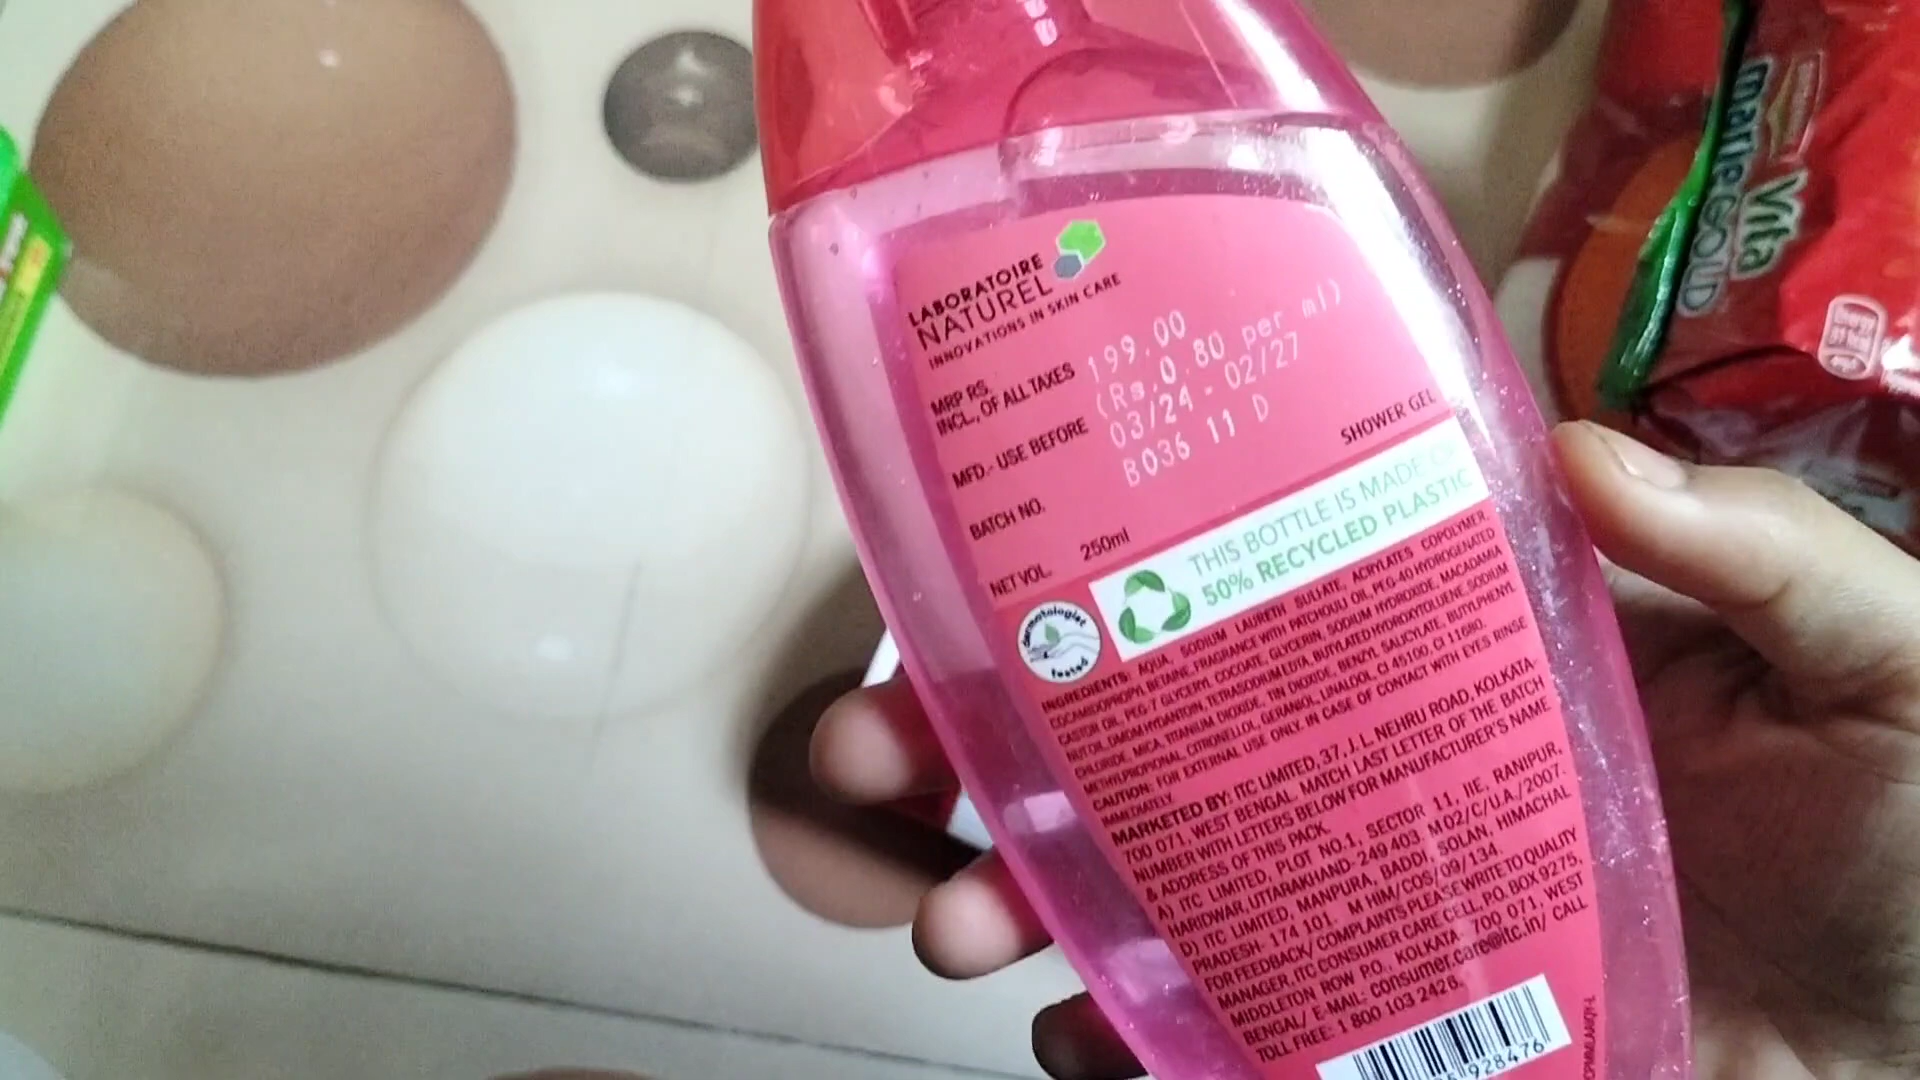 LABORATOIRE
NATUREL
INNOVATIONS IN SKIN CARE
MRP RS. 199.00
INCL., OF ALL TAXES (Rs.0.80 per ml)
MFD.- USE BEFORE 03/24 - 02/27
BATCH NO. B036 11 D
NET VOL. 250ml
SHOWER GEL
THIS BOTTLE IS MADE OF
50% RECYCLED PLASTIC
dermatologist
tested
INGREDIENTS: AQUA, SODIUM LAURETH SULFATE, ACRYLATES COPOLYMER,
COCAMIDOPROPYL BETAINE, FRAGRANCE WITH PATCHOULI OIL, PEG-40 HYDROGENATED
CASTOR OIL, PEG-7 GLYCERYL COCOATE, GLYCERIN, SODIUM HYDROXIDE, MACADAMIA
NUT OIL, DMDM HYDANTOIN, TETRASODIUM EDTA, BUTYLATED HYDROXYTOLUENE, SODIUM
CHLORIDE, MICA, TITANIUM DIOXIDE, TIN DIOXIDE, BENZYL SALICYLATE, BUTYLPHENYL
METHYLPROPIONAL, CITRONELLOL, GERANIOL, LINALOOL, CI 45100, CI 11680.
CAUTION: FOR EXTERNAL USE ONLY. IN CASE OF CONTACT WITH EYES RINSE
IMMEDIATELY.
MARKETED BY: ITC LIMITED, 37, J. L. NEHRU ROAD, KOLKATA-
700 071, WEST BENGAL. MATCH LAST LETTER OF THE BATCH
NUMBER WITH LETTERS BELOW FOR MANUFACTURER'S NAME
& ADDRESS OF THIS PACK.
A) ITC LIMITED, PLOT NO.1, SECTOR 11, IIE, RANIPUR,
HARIDWAR, UTTARAKHAND- 249 403. M 02/C/U.A./2007.
D) ITC LIMITED, MANPURA, BADDI, SOLAN, HIMACHAL
PRADESH- 174 101. M HIM/COS/09/134.
FOR FEEDBACK/ COMPLAINTS PLEASE WRITE TO QUALITY
MANAGER, ITC CONSUMER CARE CELL, P.O. BOX 9275,
MIDDLETON ROW P.O., KOLKATA- 700 071, WEST
BENGAL/ E-MAIL: consumer.care@itc.in/ CALL
TOLL FREE: 1 800 103 2426.
928476
Vita
marieGOLD